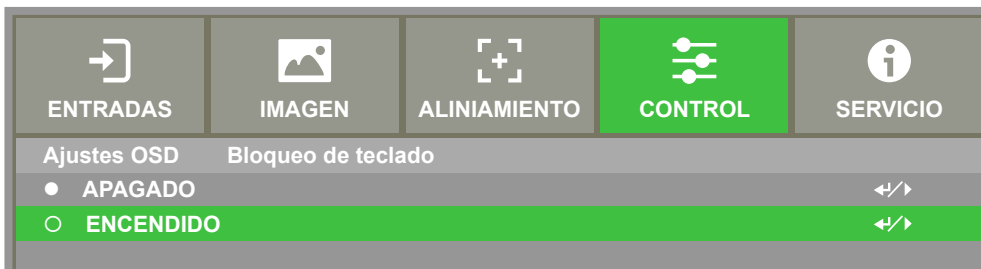 ENTRADAS IMAGEN ALINIAMIENTO CONTROL SERVICIO
Ajustes OSD Bloqueo de teclado
APAGADO
ENCENDIDO